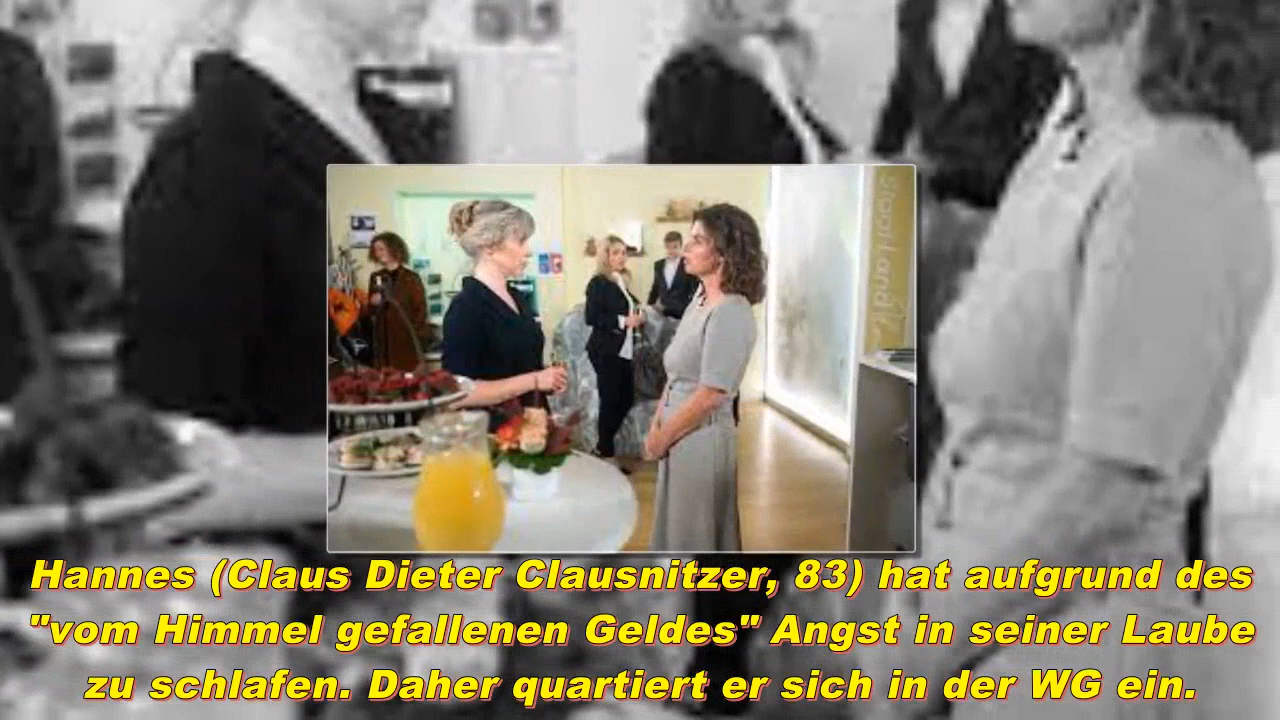 Hannes (Claus Dieter Clausnitzer, 83) hat aufgrund des
"vom Himmel gefallenen Geldes" Angst in seiner Laube
zu schlafen. Daher quartiert er sich in der WG ein.